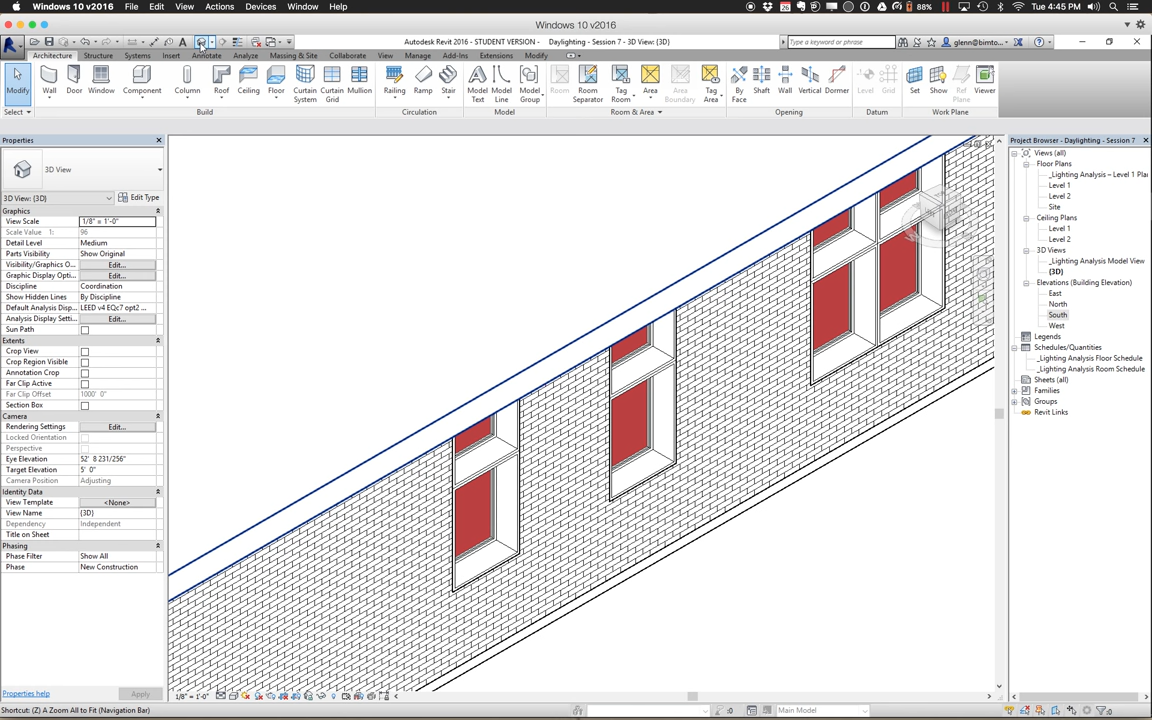 Windows 10 v2016 File Edit View Actions Devices Window Help 26 88% Tue 4:45 PM
Windows 10 v2016
Autodesk Revit 2016 - STUDENT VERSION - Daylighting - Session 7 - 3D View: {3D} Type a keyword or phrase glenn@bimto...
Architecture Structure Systems Insert Annotate Analyze Massing & Site Collaborate View Manage Add-Ins Extensions Modify
Modify Wall Door Window Component Column Roof Ceiling Floor Curtain System Curtain Grid Mullion Railing Ramp Stair Model Text Model Line Model Group Room Room Separator Tag Room Area Area Boundary Tag Area By Face Shaft Wall Vertical Dormer Level Grid Set Show Ref Plane Viewer
Select Build Circulation Model Room & Area Opening Datum Work Plane
Properties
3D View
3D View: {3D} Edit Type
Graphics
View Scale 1/8" = 1'-0"
Scale Value 1: 96
Detail Level Medium
Parts Visibility Show Original
Visibility/Graphics O... Edit...
Graphic Display Opti... Edit...
Discipline Coordination
Show Hidden Lines By Discipline
Default Analysis Disp... LEED v4 EQc7 opt2 ...
Analysis Display Setti... Edit...
Sun Path
Extents
Crop View
Crop Region Visible
Annotation Crop
Far Clip Active
Far Clip Offset 1000' 0"
Section Box
Camera
Rendering Settings Edit...
Locked Orientation
Perspective
Eye Elevation 52' 8 231/256"
Target Elevation 5' 0"
Camera Position Adjusting
Identity Data
View Template <None>
View Name {3D}
Dependency Independent
Title on Sheet
Phasing
Phase Filter Show All
Phase New Construction
Properties help Apply
Project Browser - Daylighting - Session 7
Views (all)
Floor Plans
_Lighting Analysis – Level 1 Pla
Level 1
Level 2
Site
Ceiling Plans
Level 1
Level 2
3D Views
_Lighting Analysis Model View
{3D}
Elevations (Building Elevation)
East
North
South
West
Legends
Schedules/Quantities
_Lighting Analysis Floor Schedule
_Lighting Analysis Room Schedule
Sheets (all)
Families
Groups
Revit Links
1/8" = 1'-0"
Shortcut: (Z) A Zoom All to Fit (Navigation Bar) :0 Main Model :0